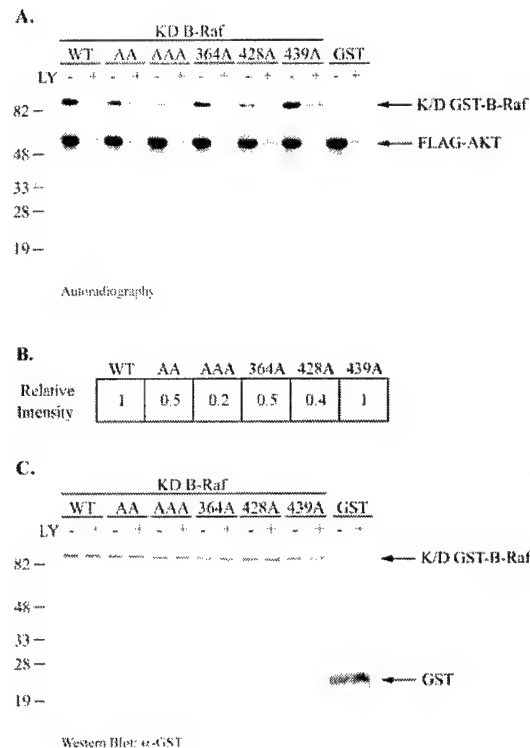 A.
KD B-Raf
WT AA AAA 364A 428A 439A GST
LY - + - + - + - + - + - + - +
82
K/D GST-B-Raf
FLAG-AKT
48
33
28
19
Autoradiography
B.
WT AA AAA 364A 428A 439A
Relative Intensity
1 0.5 0.2 0.5 0.4 1
C.
KD B-Raf
WT AA AAA 364A 428A 439A GST
LY - + - + - + - + - + - + - +
82
K/D GST-B-Raf
48
33
28
GST
19
Western Blot: α-GST